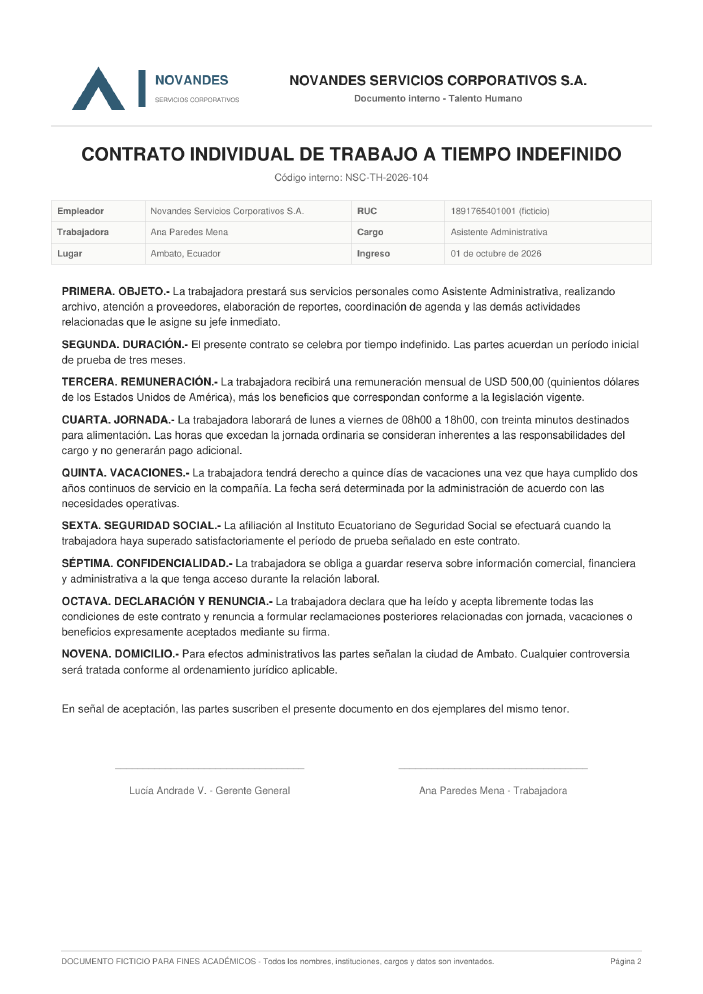 NOVANDES
SERVICIOS CORPORATIVOS
NOVANDES SERVICIOS CORPORATIVOS S.A.
Documento interno - Talento Humano
CONTRATO INDIVIDUAL DE TRABAJO A TIEMPO INDEFINIDO
Código interno: NSC-TH-2026-104
Empleador Novandes Servicios Corporativos S.A. RUC 1891765401001 (ficticio)
Trabajadora Ana Paredes Mena Cargo Asistente Administrativa
Lugar Ambato, Ecuador Ingreso 01 de octubre de 2026
PRIMERA. OBJETO.- La trabajadora prestará sus servicios personales como Asistente Administrativa, realizando
archivo, atención a proveedores, elaboración de reportes, coordinación de agenda y las demás actividades
relacionadas que le asigne su jefe inmediato.
SEGUNDA. DURACIÓN.- El presente contrato se celebra por tiempo indefinido. Las partes acuerdan un período inicial
de prueba de tres meses.
TERCERA. REMUNERACIÓN.- La trabajadora recibirá una remuneración mensual de USD 500,00 (quinientos dólares
de los Estados Unidos de América), más los beneficios que correspondan conforme a la legislación vigente.
CUARTA. JORNADA.- La trabajadora laborará de lunes a viernes de 08h00 a 18h00, con treinta minutos destinados
para alimentación. Las horas que excedan la jornada ordinaria se consideran inherentes a las responsabilidades del
cargo y no generarán pago adicional.
QUINTA. VACACIONES.- La trabajadora tendrá derecho a quince días de vacaciones una vez que haya cumplido dos
años continuos de servicio en la compañía. La fecha será determinada por la administración de acuerdo con las
necesidades operativas.
SEXTA. SEGURIDAD SOCIAL.- La afiliación al Instituto Ecuatoriano de Seguridad Social se efectuará cuando la
trabajadora haya superado satisfactoriamente el período de prueba señalado en este contrato.
SÉPTIMA. CONFIDENCIALIDAD.- La trabajadora se obliga a guardar reserva sobre información comercial, financiera
y administrativa a la que tenga acceso durante la relación laboral.
OCTAVA. DECLARACIÓN Y RENUNCIA.- La trabajadora declara que ha leído y acepta libremente todas las
condiciones de este contrato y renuncia a formular reclamaciones posteriores relacionadas con jornada, vacaciones o
beneficios expresamente aceptados mediante su firma.
NOVENA. DOMICILIO.- Para efectos administrativos las partes señalan la ciudad de Ambato. Cualquier controversia
será tratada conforme al ordenamiento jurídico aplicable.
En señal de aceptación, las partes suscriben el presente documento en dos ejemplares del mismo tenor.
Lucía Andrade V. - Gerente General
Ana Paredes Mena - Trabajadora
DOCUMENTO FICTICIO PARA FINES ACADÉMICOS - Todos los nombres, instituciones, cargos y datos son inventados.
Página 2